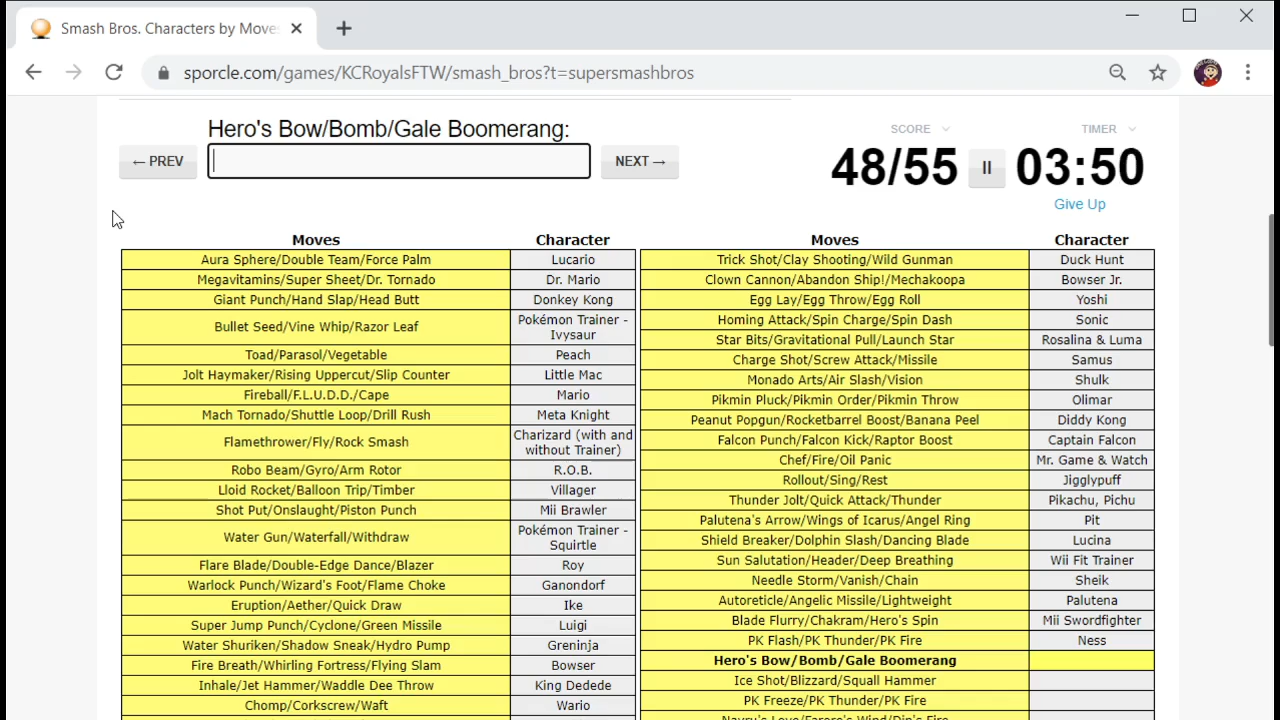 Smash Bros. Characters by Move
sporcle.com/games/KCRoyalsFTW/smash_bros?t=supersmashbros
Hero's Bow/Bomb/Gale Boomerang:
← PREV
NEXT →
SCORE
48/55
TIMER
03:50
Give Up
Moves Character
Aura Sphere/Double Team/Force Palm Lucario
Megavitamins/Super Sheet/Dr. Tornado Dr. Mario
Giant Punch/Hand Slap/Head Butt Donkey Kong
Bullet Seed/Vine Whip/Razor Leaf Pokémon Trainer -
Ivysaur
Toad/Parasol/Vegetable Peach
Jolt Haymaker/Rising Uppercut/Slip Counter Little Mac
Fireball/F.L.U.D.D./Cape Mario
Mach Tornado/Shuttle Loop/Drill Rush Meta Knight
Flamethrower/Fly/Rock Smash Charizard (with and
without Trainer)
Robo Beam/Gyro/Arm Rotor R.O.B.
Lloid Rocket/Balloon Trip/Timber Villager
Shot Put/Onslaught/Piston Punch Mii Brawler
Water Gun/Waterfall/Withdraw Pokémon Trainer -
Squirtle
Flare Blade/Double-Edge Dance/Blazer Roy
Warlock Punch/Wizard's Foot/Flame Choke Ganondorf
Eruption/Aether/Quick Draw Ike
Super Jump Punch/Cyclone/Green Missile Luigi
Water Shuriken/Shadow Sneak/Hydro Pump Greninja
Fire Breath/Whirling Fortress/Flying Slam Bowser
Inhale/Jet Hammer/Waddle Dee Throw King Dedede
Chomp/Corkscrew/Waft Wario
Moves Character
Trick Shot/Clay Shooting/Wild Gunman Duck Hunt
Clown Cannon/Abandon Ship!/Mechakoopa Bowser Jr.
Egg Lay/Egg Throw/Egg Roll Yoshi
Homing Attack/Spin Charge/Spin Dash Sonic
Star Bits/Gravitational Pull/Launch Star Rosalina & Luma
Charge Shot/Screw Attack/Missile Samus
Monado Arts/Air Slash/Vision Shulk
Pikmin Pluck/Pikmin Order/Pikmin Throw Olimar
Peanut Popgun/Rocketbarrel Boost/Banana Peel Diddy Kong
Falcon Punch/Falcon Kick/Raptor Boost Captain Falcon
Chef/Fire/Oil Panic Mr. Game & Watch
Rollout/Sing/Rest Jigglypuff
Thunder Jolt/Quick Attack/Thunder Pikachu, Pichu
Palutena's Arrow/Wings of Icarus/Angel Ring Pit
Shield Breaker/Dolphin Slash/Dancing Blade Lucina
Sun Salutation/Header/Deep Breathing Wii Fit Trainer
Needle Storm/Vanish/Chain Sheik
Autoreticle/Angelic Missile/Lightweight Palutena
Blade Flurry/Chakram/Hero's Spin Mii Swordfighter
PK Flash/PK Thunder/PK Fire Ness
Hero's Bow/Bomb/Gale Boomerang
Ice Shot/Blizzard/Squall Hammer
PK Freeze/PK Thunder/PK Fire
Nayru's Love/Farore's Wind/Din's Fire